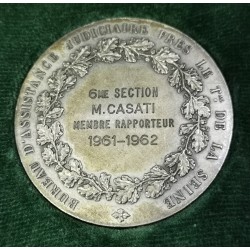 BUREAU D'ASSISTANCE JUDICIAIRE PRÈS LE TAL DE LA SEINE
6ME SECTION
M. CASATI
MEMBRE RAPPORTEUR
1961-1962